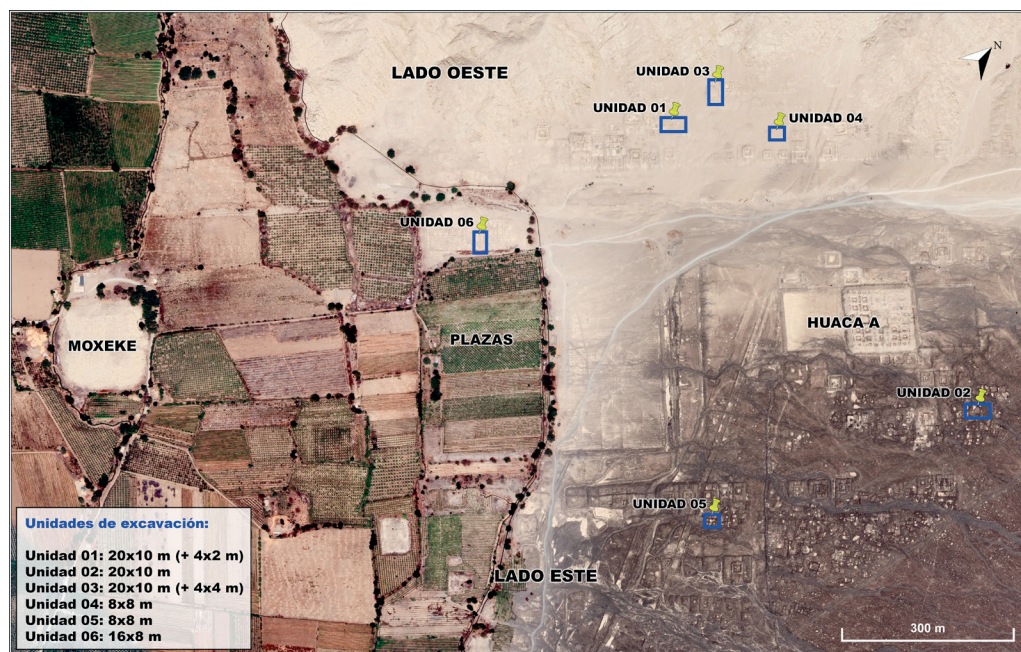 N
LADO OESTE
UNIDAD 03
UNIDAD 01
UNIDAD 04
UNIDAD 06
MOXEKE
PLAZAS
HUACA A
UNIDAD 02
UNIDAD 05
LADO ESTE
Unidades de excavación:
Unidad 01: 20x10 m (+ 4x2 m)
Unidad 02: 20x10 m
Unidad 03: 20x10 m (+ 4x4 m)
Unidad 04: 8x8 m
Unidad 05: 8x8 m
Unidad 06: 16x8 m
300 m